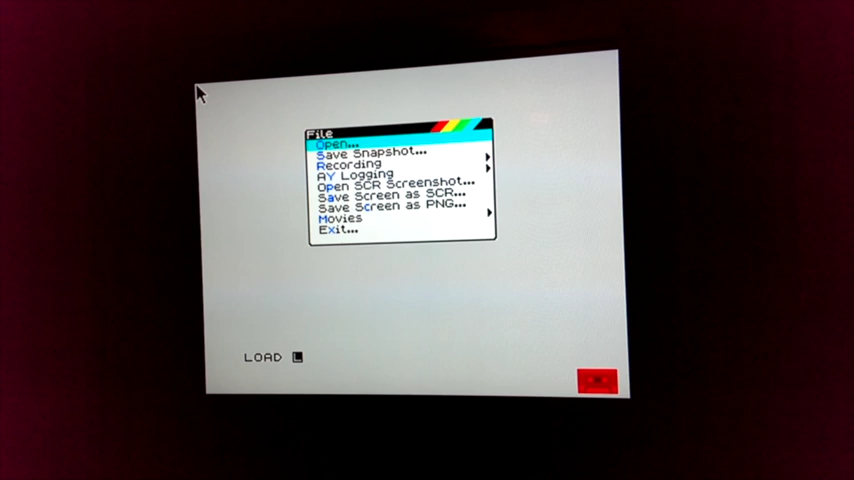 File
Open...
Save Snapshot...
Recording
AY Logging
Open SCR Screenshot...
Save Screen as SCR...
Save Screen as PNG...
Movies
Exit...
LOAD L